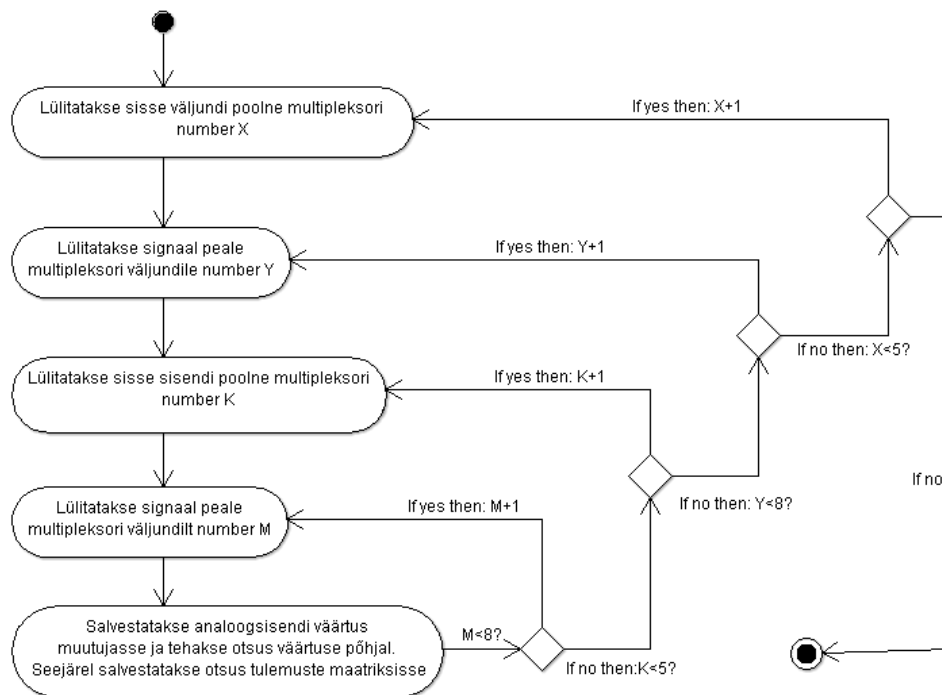 Lülitatakse sisse väljundi poolne multipleksori
number X
If yes then: X+1
Lülitatakse signaal peale
multipleksori väljundile number Y
If yes then: Y+1
If no then: X<5?
Lülitatakse sisse sisendi poolne multipleksori
number K
If yes then: K+1
If no then: Y<8?
If no
Lülitatakse signaal peale
multipleksori väljundilt number M
If yes then: M+1
Salvestatakse analoogsisendi väärtus
muutujasse ja tehakse otsus väärtuse põhjal.
Seejärel salvestatakse otsus tulemuste maatriksisse
M<8?
If no then:K<5?